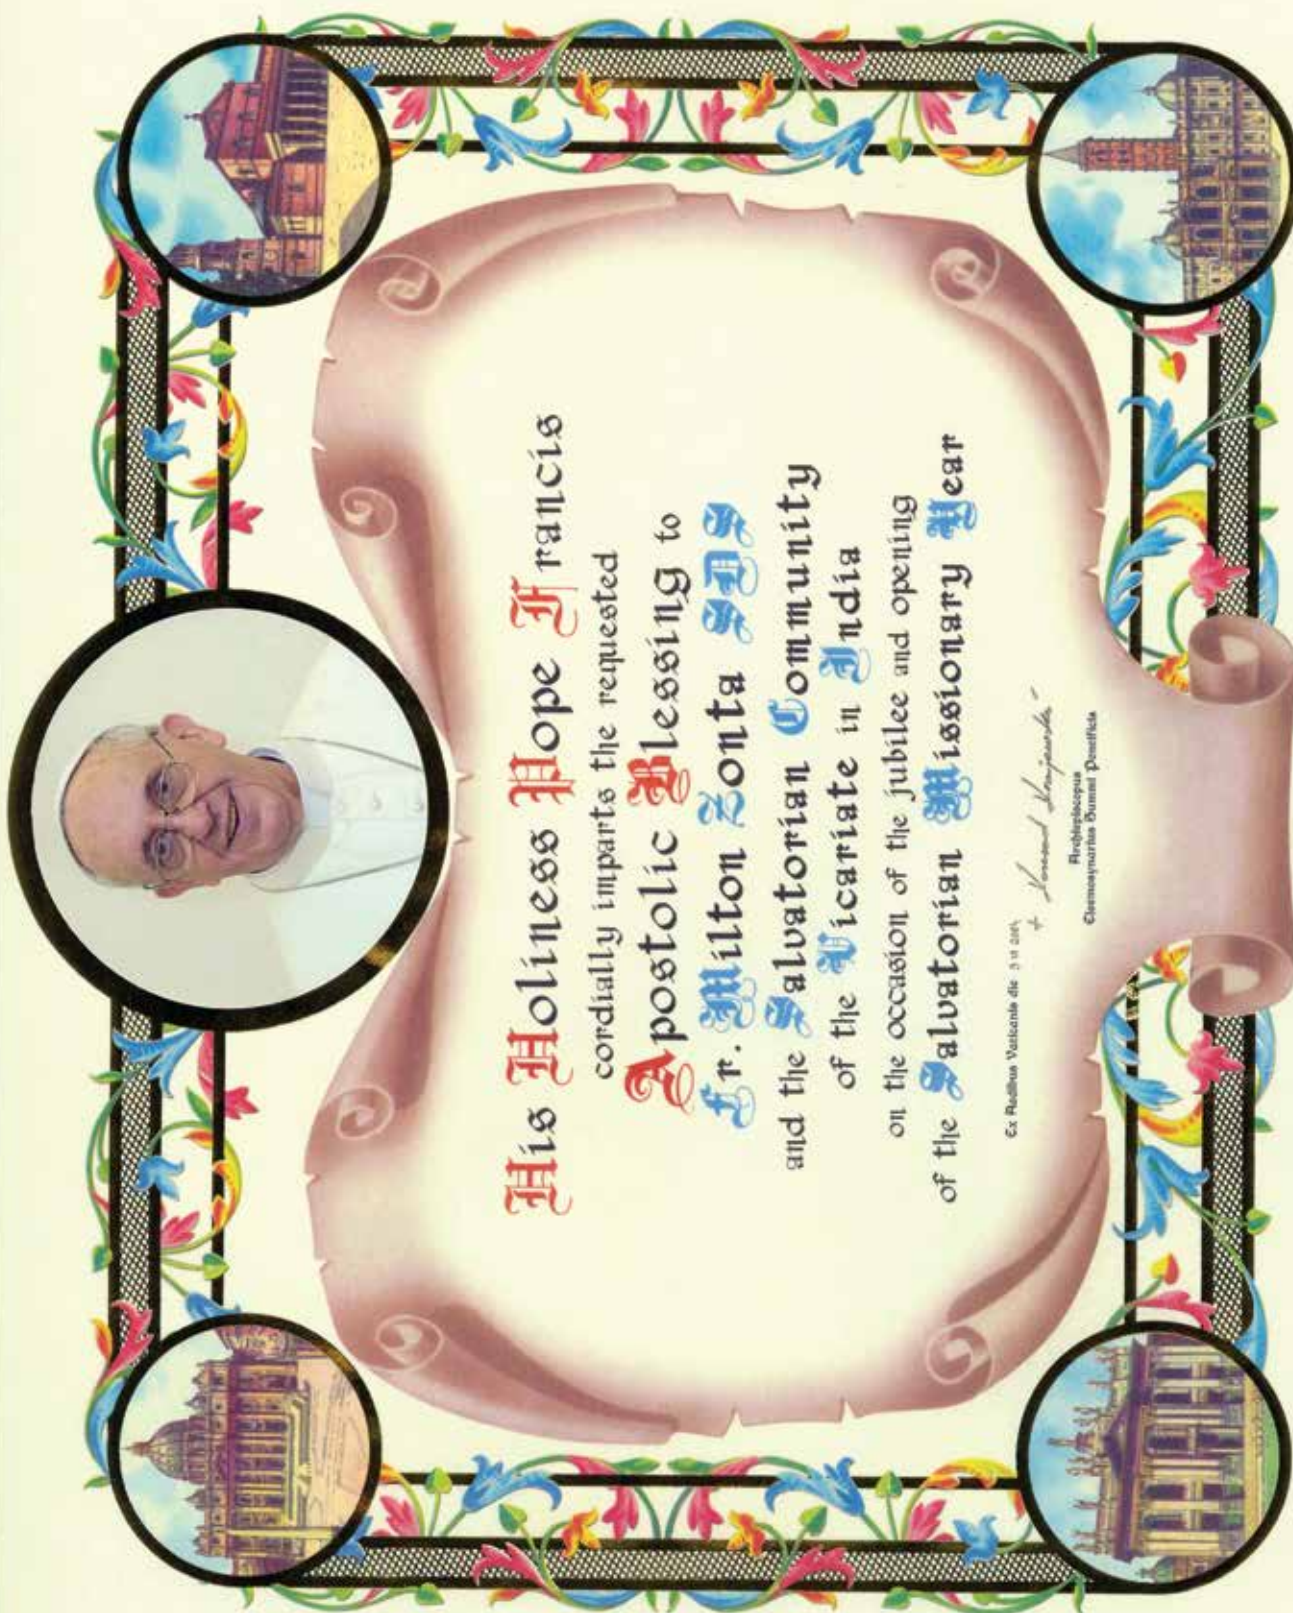 His Holiness Pope Francis
cordially imparts the requested
Apostolic Blessing to
Fr. Milton Zonta SDS
and the Salvatorian Community
of the Vicariate in India
on the occasion of the jubilee and opening
of the Salvatorian Missionary Year
Ex Aedibus Vaticanis die
Archiepiscopus
Eleemosynarius Summi Pontificis